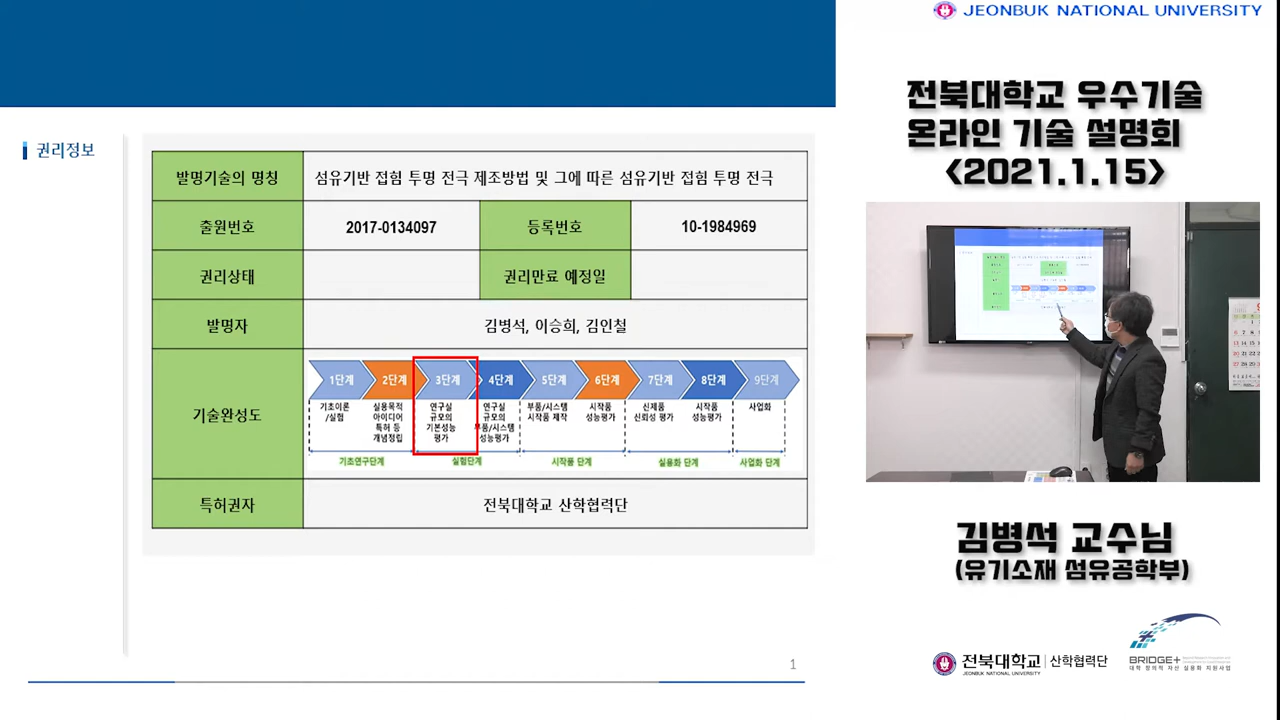 JEONBUK NATIONAL UNIVERSITY
권리정보
발명기술의 명칭
섬유기반 접힘 투명 전극 제조방법 및 그에 따른 섬유기반 접힘 투명 전극
출원번호
2017-0134097
등록번호
10-1984969
권리상태
권리만료 예정일
발명자
김병석, 이승희, 김인철
기술완성도
1단계
2단계
3단계
4단계
5단계
6단계
7단계
8단계
9단계
기초이론
/실험
실용목적
아이디어
특허 등
개념정립
연구실
규모의
기본성능
평가
연구실
규모의
부품/시스템
성능평가
부품/시스템
시작품 제작
시작품
성능평가
신제품
신뢰성 평가
시작품
성능평가
사업화
기초연구단계
실험단계
시작품 단계
실용화 단계
사업화 단계
특허권자
전북대학교 산학협력단
1
전북대학교 우수기술
온라인 기술 설명회
<2021.1.15>
김병석 교수님
(유기소재 섬유공학부)
전북대학교 산학협력단
JEONBUK NATIONAL UNIVERSITY
BRIDGE+
대학 창의적 자산 실용화 지원사업